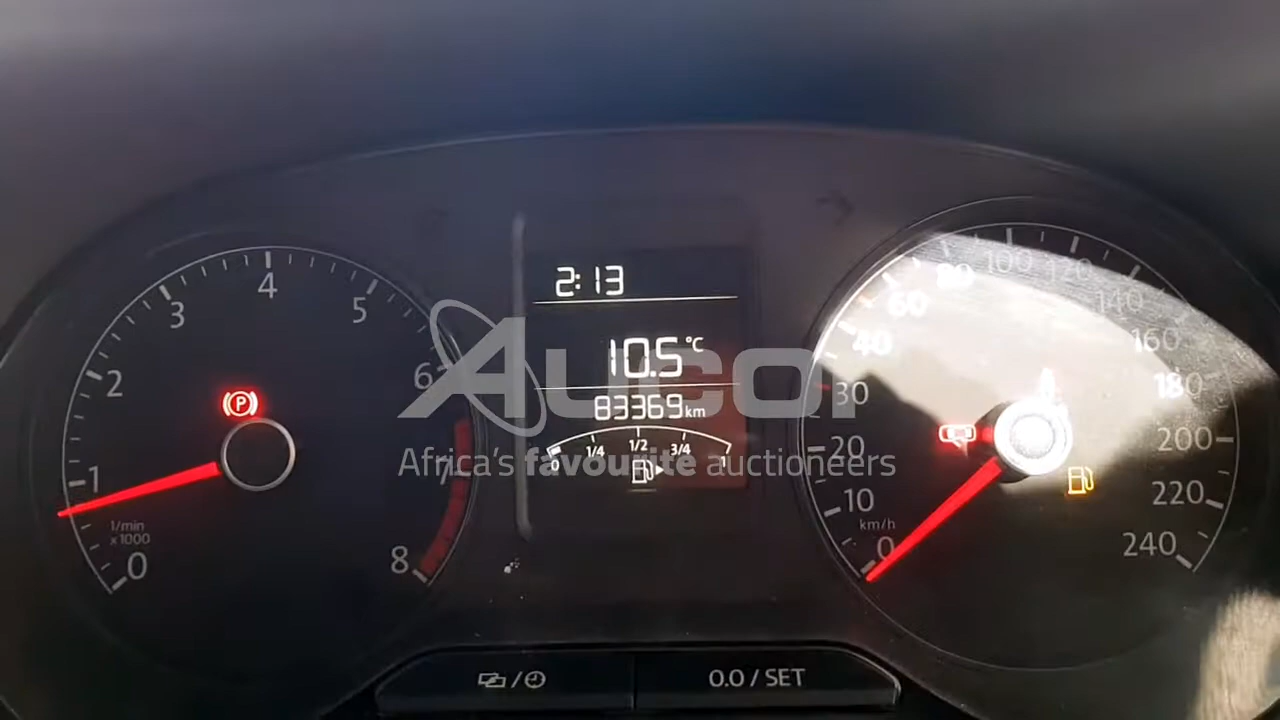 2:13
10.5 °C
83369 km
0 1/4 1/2 3/4 1
0 1 2 3 4 5 6 7 8
1/min
x1000
P
0 10 20 30 40 60 80 100 120 140 160 180 200 220 240
km/h
AUCOR
Africa's favourite auctioneers
0.0 / SET